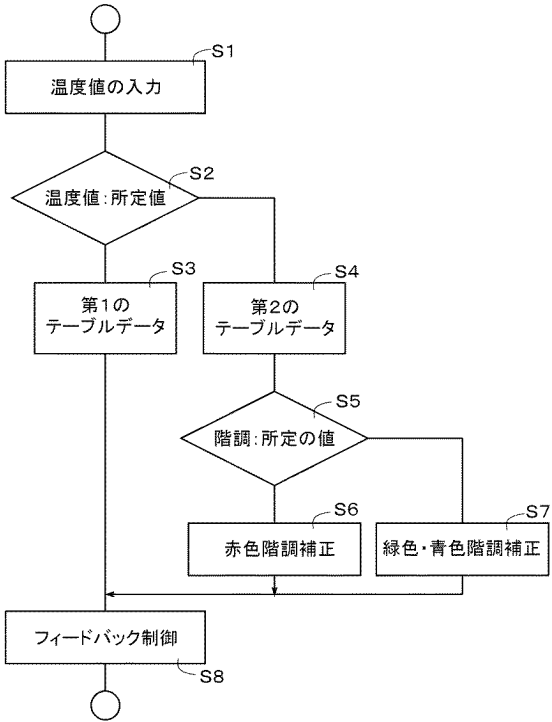 S1
温度値の入力
S2
温度値:所定値
S3
第1の
テーブルデータ
S4
第2の
テーブルデータ
S5
階調:所定の値
S6
赤色階調補正
S7
緑色・青色階調補正
フィードバック制御
S8